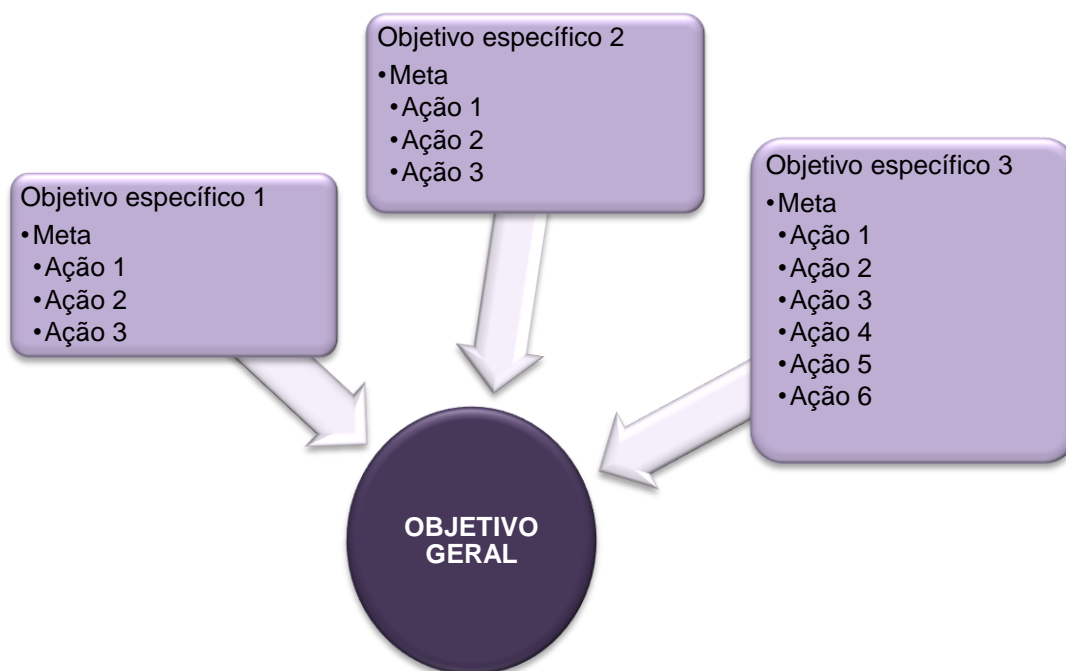 Objetivo específico 1
•Meta
•Ação 1
•Ação 2
•Ação 3
Objetivo específico 2
•Meta
•Ação 1
•Ação 2
•Ação 3
Objetivo específico 3
•Meta
•Ação 1
•Ação 2
•Ação 3
•Ação 4
•Ação 5
•Ação 6
OBJETIVO
GERAL